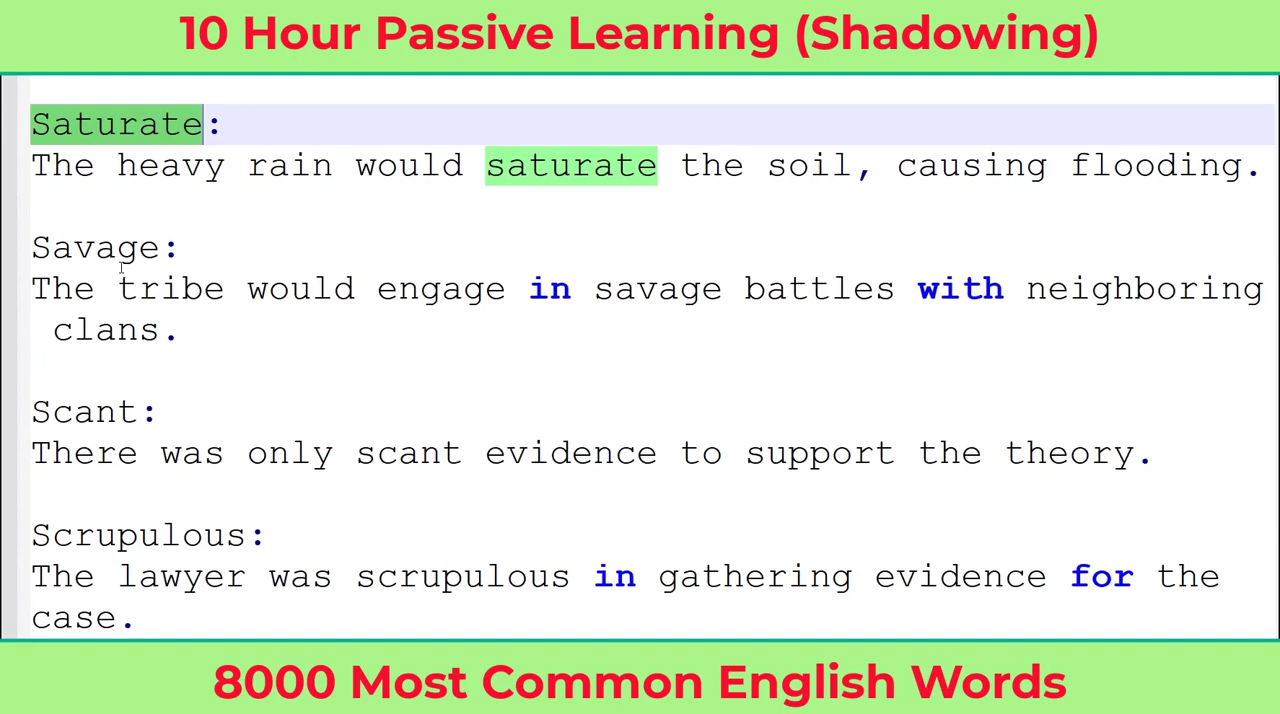 10 Hour Passive Learning (Shadowing)
Saturate:
The heavy rain would saturate the soil, causing flooding.
Savage:
The tribe would engage in savage battles with neighboring
clans.
Scant:
There was only scant evidence to support the theory.
Scrupulous:
The lawyer was scrupulous in gathering evidence for the
case.
8000 Most Common English Words